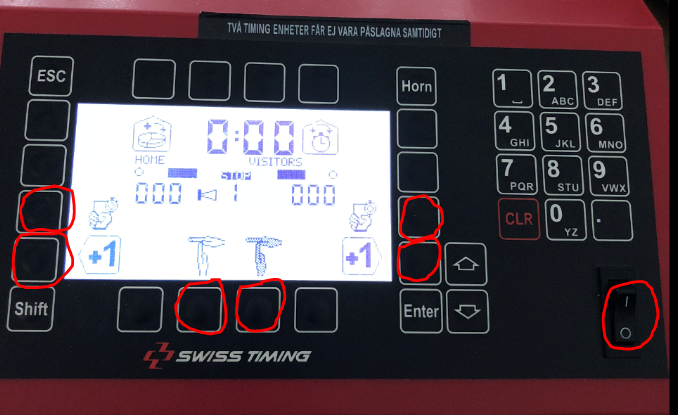 TVÅ TIMING ENHETER FÅR EJ VARA PÅSLAGNA SAMTIDIGT
ESC
Horn
1
2 ABC
3 DEF
4 GHI
5 JKL
6 MNO
7 PQR
8 STU
9 VWX
CLR
0 YZ
.
0:00
HOME
VISITORS
STOP
000
1
000
+1
+1
Shift
Enter
SWISS TIMING